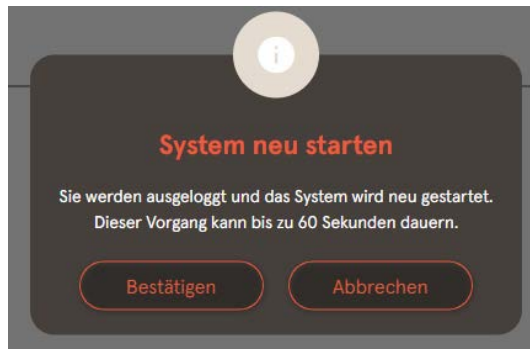 System neu starten
Sie werden ausgeloggt und das System wird neu gestartet.
Dieser Vorgang kann bis zu 60 Sekunden dauern.
Bestätigen Abbrechen